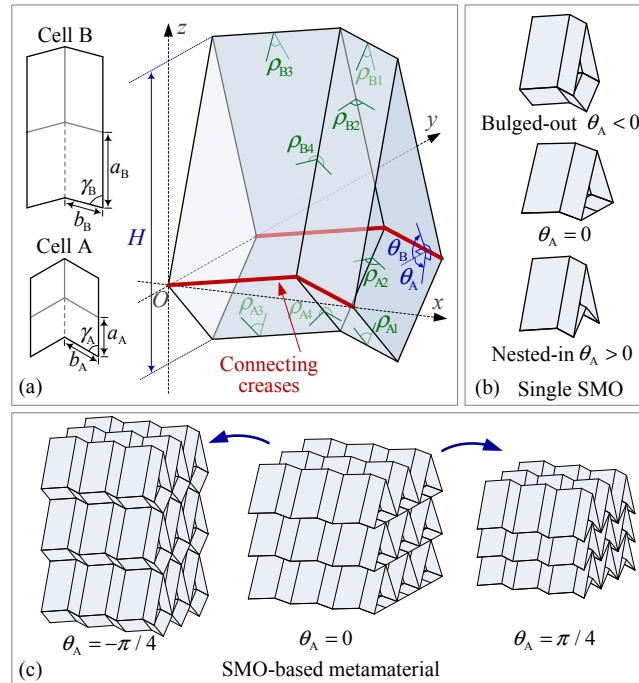 (a)
Cell B
a_B
γ_B
b_B
Cell A
γ_A
a_A
b_A
H
z
ρ_B3
ρ_B1
ρ_B2
ρ_B4
y
θ_B
θ_A
ρ_A2
O
x
ρ_A3
ρ_A4
ρ_A1
Connecting
creases
(b)
Bulged-out θ_A < 0
θ_A = 0
Nested-in θ_A > 0
Single SMO
(c)
θ_A = −π / 4
θ_A = 0
θ_A = π / 4
SMO-based metamaterial